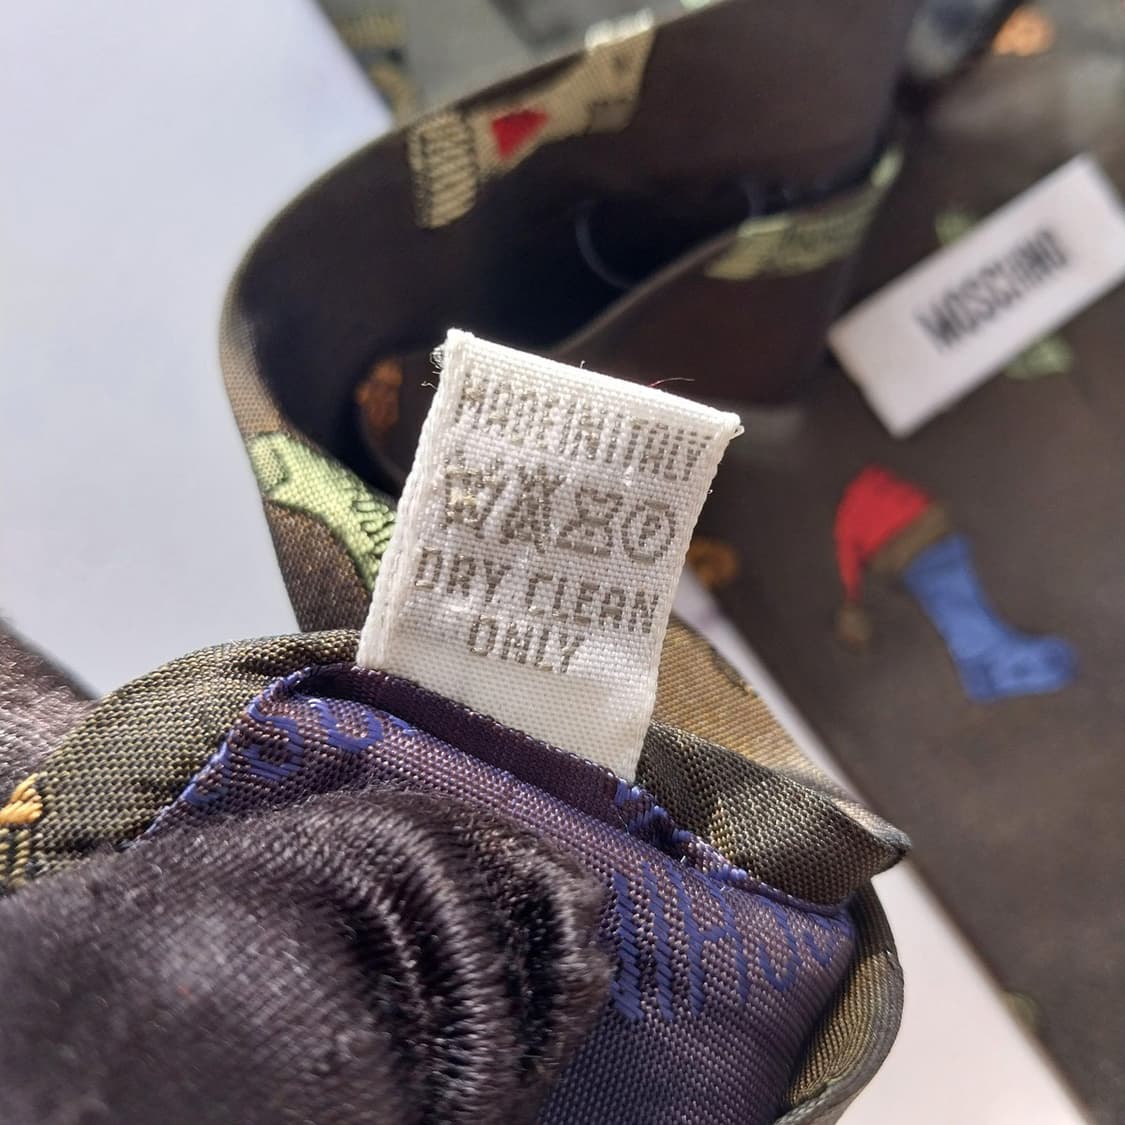 MADE IN ITALY
P
DRY CLEAN
ONLY
MOSCHINO